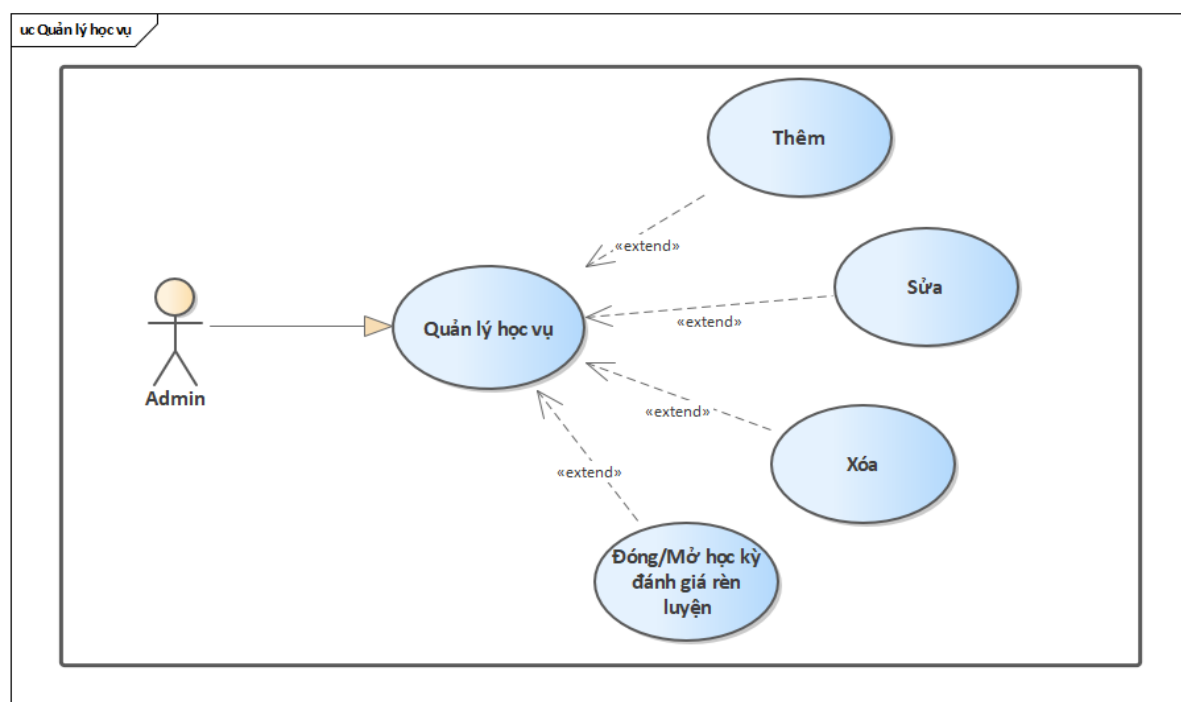 uc Quản lý học vụ
Thêm
«extend»
Sửa
«extend»
Quản lý học vụ
Admin
«extend»
Xóa
«extend»
Đóng/Mở học kỳ
đánh giá rèn
luyện